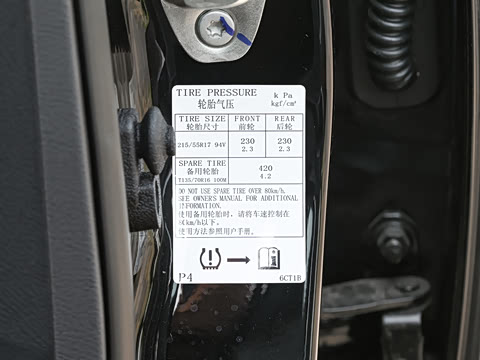 TIRE PRESSURE k Pa
轮胎气压 kgf/cm²
TIRE SIZE FRONT REAR
轮胎尺寸 前轮 后轮
215/55R17 94V 230 230
2.3 2.3
SPARE TIRE 420
备用轮胎 4.2
T135/70R16 100M
DO NOT USE SPARE TIRE OVER 80km/h.
SEE OWNERS MANUAL FOR ADDITIONAL
INFORMATION.
使用备用轮胎时，请将车速控制在
80km/h以下。
使用方法参照用户手册。
P4 6CT1B